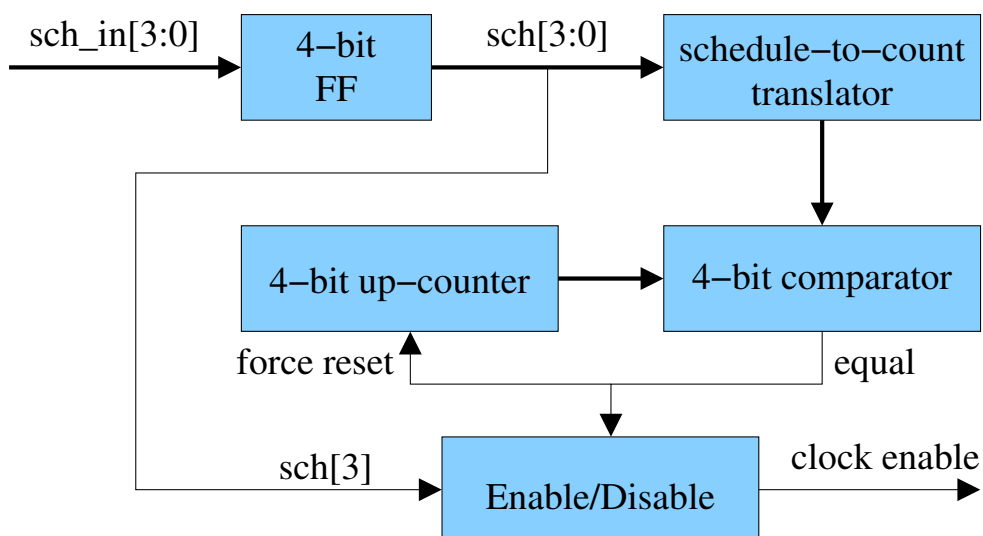 sch_in[3:0]
4−bit
FF
sch[3:0]
schedule−to−count
translator
4−bit up−counter
4−bit comparator
force reset
equal
sch[3]
Enable/Disable
clock enable